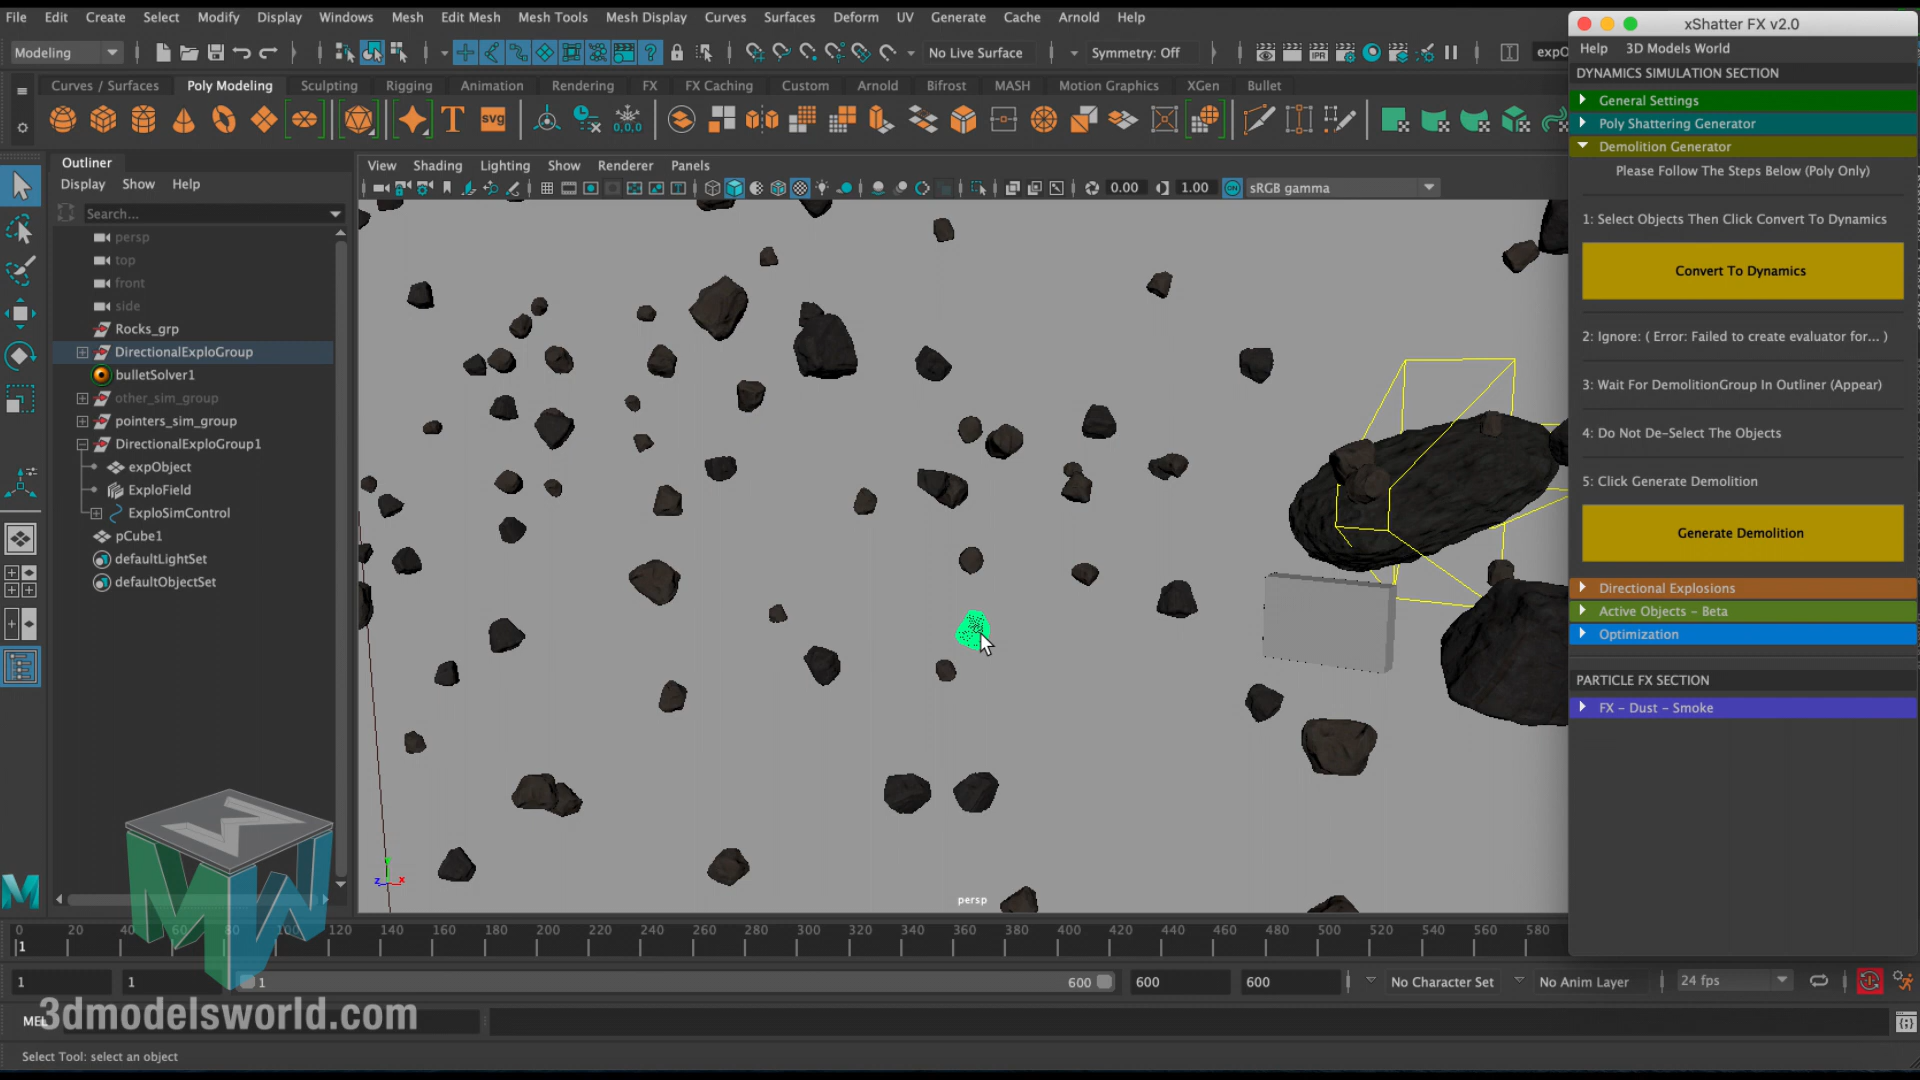 File Edit Create Select Modify Display Windows Mesh Edit Mesh Mesh Tools Mesh Display Curves Surfaces Deform UV Generate Cache Arnold Help
xShatter FX v2.0
Modeling No Live Surface Symmetry: Off expO
Help 3D Models World
DYNAMICS SIMULATION SECTION
Curves / Surfaces Poly Modeling Sculpting Rigging Animation Rendering FX FX Caching Custom Arnold Bifrost MASH Motion Graphics XGen Bullet
General Settings
T svg 0,0,0
Poly Shattering Generator
Demolition Generator
Please Follow The Steps Below (Poly Only)
1: Select Objects Then Click Convert To Dynamics
Convert To Dynamics
2: Ignore: ( Error: Failed to create evaluator for... )
3: Wait For DemolitionGroup In Outliner (Appear)
4: Do Not De-Select The Objects
5: Click Generate Demolition
Generate Demolition
Directional Explosions
Active Objects - Beta
Optimization
PARTICLE FX SECTION
FX - Dust - Smoke
Outliner
Display Show Help
Search...
persp
top
front
side
Rocks_grp
DirectionalExploGroup
bulletSolver1
other_sim_group
pointers_sim_group
DirectionalExploGroup1
expObject
ExploField
ExploSimControl
pCube1
defaultLightSet
defaultObjectSet
View Shading Lighting Show Renderer Panels
IPR
0.00 1.00 ON sRGB gamma
z y x
persp
MW
0 20 40 60 80 100 120 140 160 180 200 220 240 260 280 300 320 340 360 380 400 420 440 460 480 500 520 540 560 580
1
1 1 1 600 600 600 No Character Set No Anim Layer 24 fps
MEL
3dmodelsworld.com
Select Tool: select an object